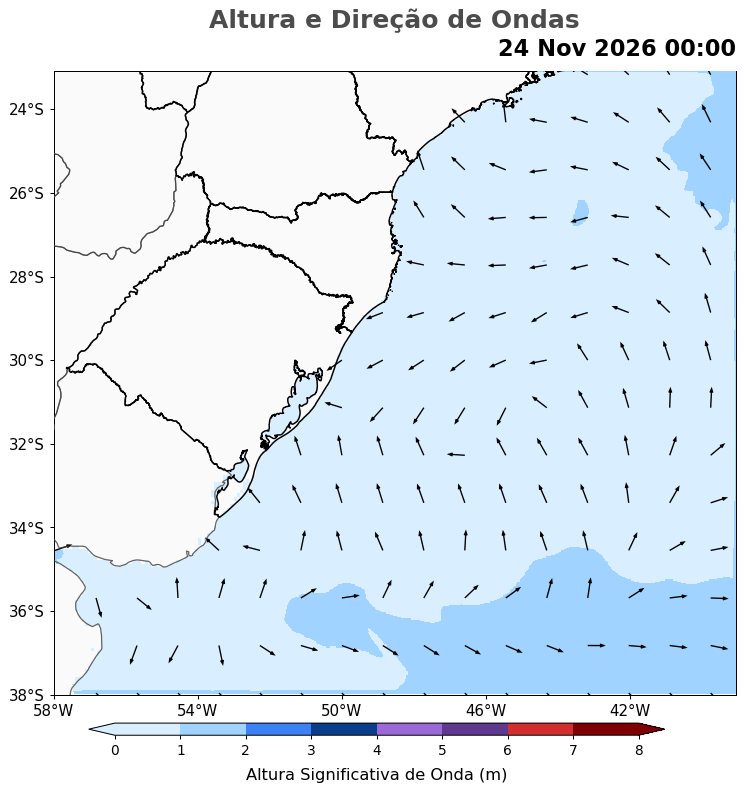 Altura e Direção de Ondas
24 Nov 2026 00:00
24°S
26°S
28°S
30°S
32°S
34°S
36°S
38°S
58°W 54°W 50°W 46°W 42°W
0 1 2 3 4 5 6 7 8
Altura Significativa de Onda (m)